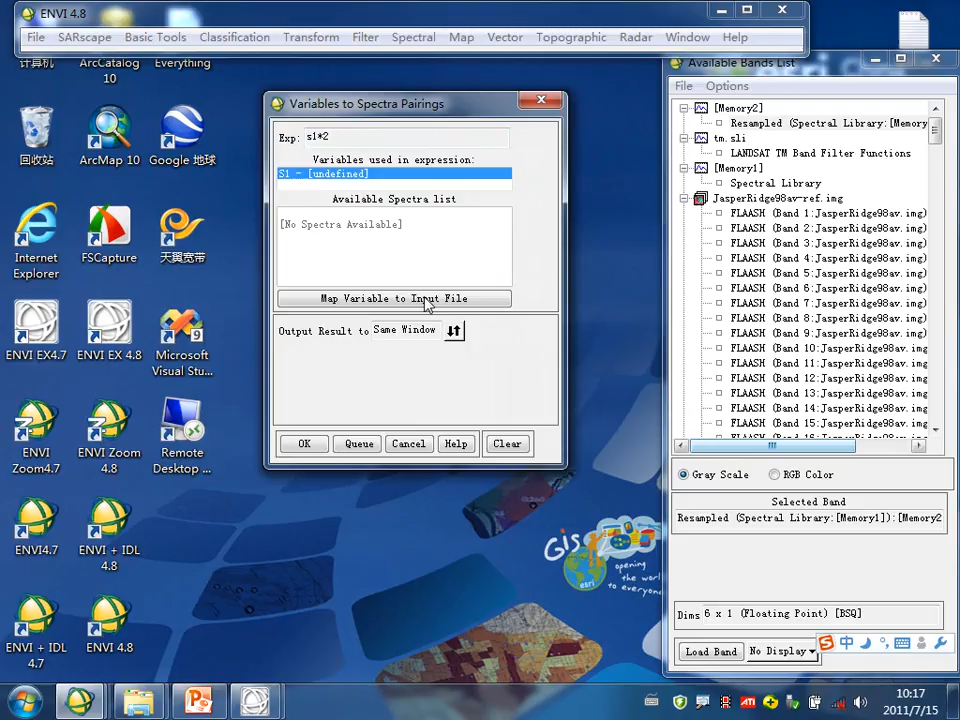 ENVI 4.8
File SARscape Basic Tools Classification Transform Filter Spectral Map Vector Topographic Radar Window Help
计算机
ArcCatalog 10
Everything
回收站
ArcMap 10
Google 地球
Internet Explorer
FSCapture
天翼宽带
ENVI EX4.7
ENVI EX 4.8
Microsoft Visual Stu...
ENVI Zoom4.7
ENVI Zoom 4.8
Remote Desktop ...
ENVI4.7
ENVI + IDL 4.8
ENVI + IDL 4.7
ENVI 4.8
Variables to Spectra Pairings
Exp: s1*2
Variables used in expression:
S1 - [undefined]
Available Spectra list
[No Spectra Available]
Map Variable to Input File
Output Result to Same Window
OK Queue Cancel Help Clear
Gis
opening
the world
to everyone
Available Bands List
File Options
[Memory2]
Resampled (Spectral Library:[Memory
tm.sli
LANDSAT TM Band Filter Functions
[Memory1]
Spectral Library
JasperRidge98av-ref.img
FLAASH (Band 1:JasperRidge98av.img)
FLAASH (Band 2:JasperRidge98av.img)
FLAASH (Band 3:JasperRidge98av.img)
FLAASH (Band 4:JasperRidge98av.img)
FLAASH (Band 5:JasperRidge98av.img)
FLAASH (Band 6:JasperRidge98av.img)
FLAASH (Band 7:JasperRidge98av.img)
FLAASH (Band 8:JasperRidge98av.img)
FLAASH (Band 9:JasperRidge98av.img)
FLAASH (Band 10:JasperRidge98av.img
FLAASH (Band 11:JasperRidge98av.img
FLAASH (Band 12:JasperRidge98av.img
FLAASH (Band 13:JasperRidge98av.img
FLAASH (Band 14:JasperRidge98av.img
FLAASH (Band 15:JasperRidge98av.img
Gray Scale RGB Color
Selected Band
Resampled (Spectral Library:[Memory1]):[Memory2
Dims 6 x 1 (Floating Point) [BSQ]
Load Band No Display
中
ATI
10:17
2011/7/15